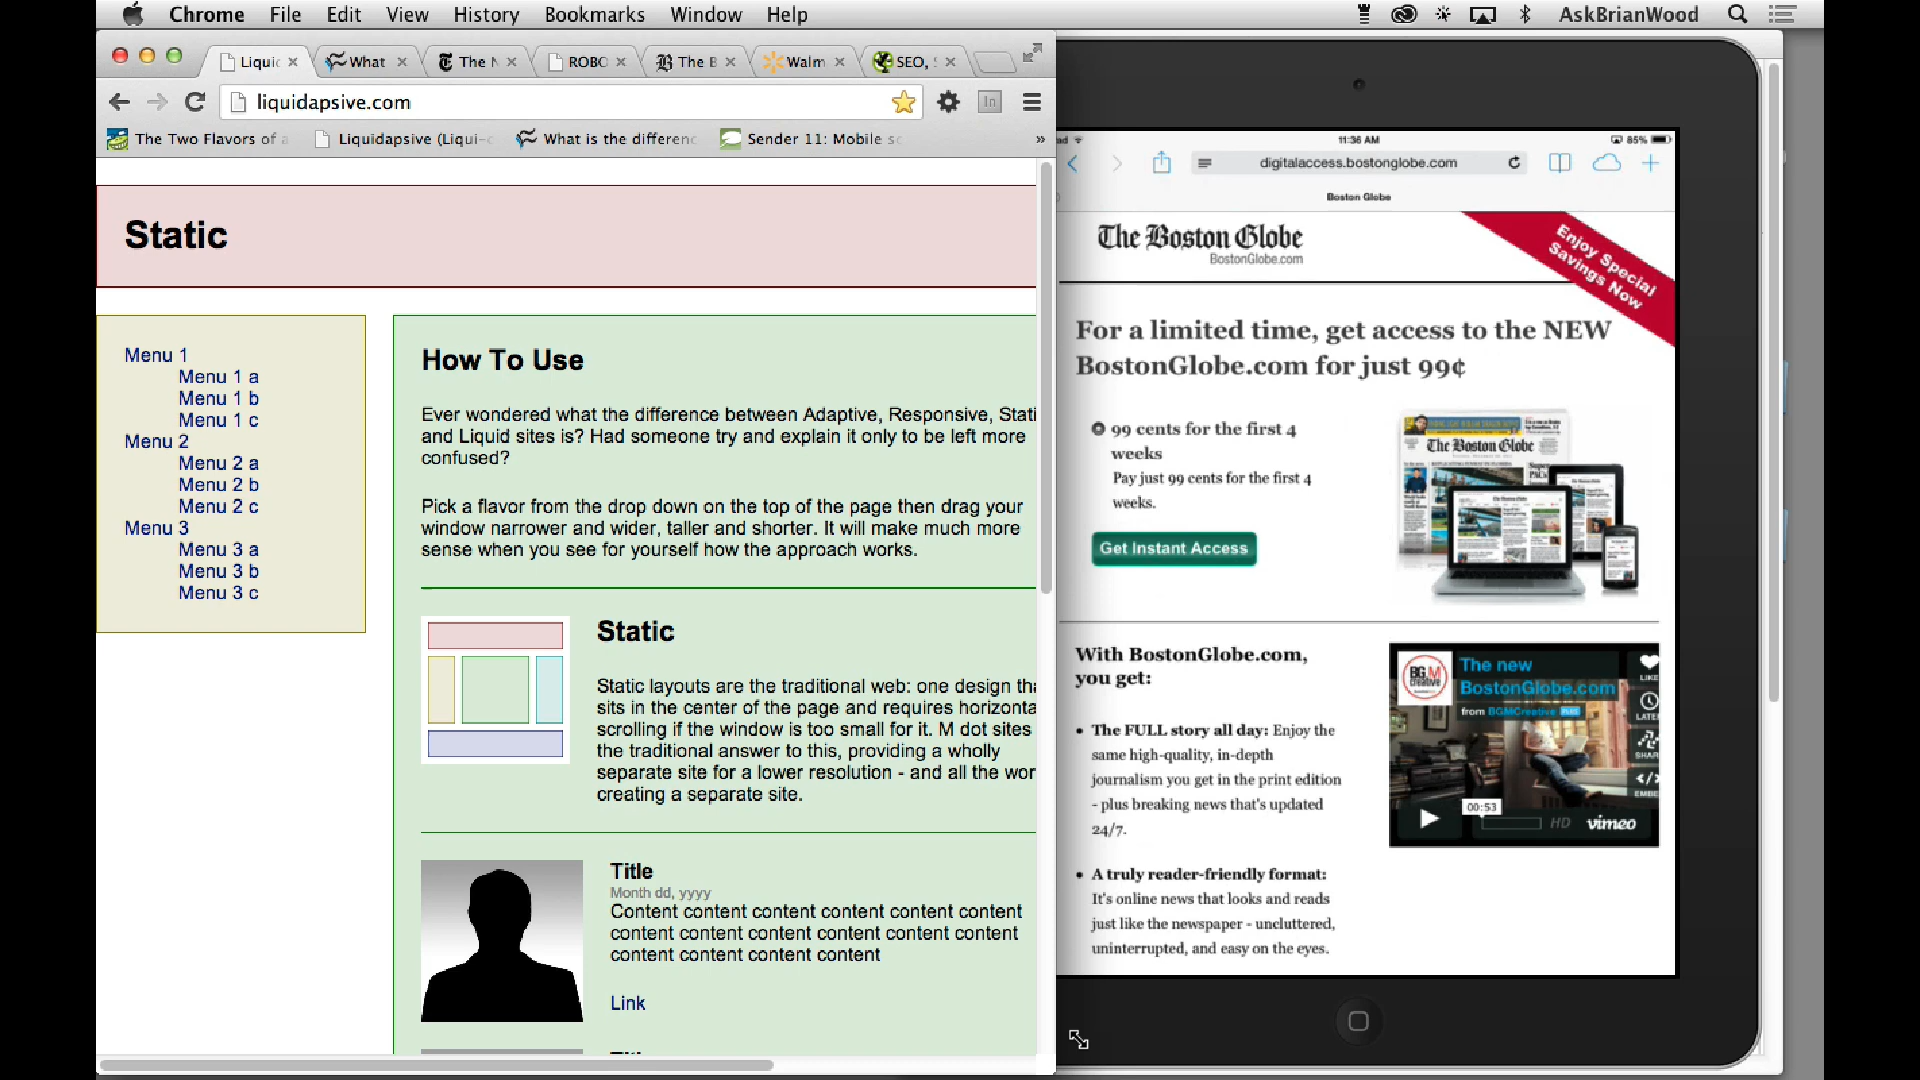 Chrome File Edit View History Bookmarks Window Help AskBrianWood
Liquid What The N ROBO The B Walm SEO,
liquidapsive.com
The Two Flavors of a Liquidapsive (Liqui- What is the differenc Sender 11: Mobile sc »
Static
Menu 1
Menu 1 a
Menu 1 b
Menu 1 c
Menu 2
Menu 2 a
Menu 2 b
Menu 2 c
Menu 3
Menu 3 a
Menu 3 b
Menu 3 c
How To Use
Ever wondered what the difference between Adaptive, Responsive, Stati
and Liquid sites is? Had someone try and explain it only to be left more
confused?
Pick a flavor from the drop down on the top of the page then drag your
window narrower and wider, taller and shorter. It will make much more
sense when you see for yourself how the approach works.
Static
Static layouts are the traditional web: one design tha
sits in the center of the page and requires horizonta
scrolling if the window is too small for it. M dot sites
the traditional answer to this, providing a wholly
separate site for a lower resolution - and all the wor
creating a separate site.
Title
Month dd, yyyy
Content content content content content content
content content content content content content
content content content content
Link
11:36 AM
85%
digitalaccess.bostonglobe.com
Boston Globe
The Boston Globe
BostonGlobe.com
Enjoy Special
Savings Now
For a limited time, get access to the NEW
BostonGlobe.com for just 99¢
99 cents for the first 4
weeks
Pay just 99 cents for the first 4
weeks.
Get Instant Access
The Boston Globe
With BostonGlobe.com,
you get:
The FULL story all day: Enjoy the
same high-quality, in-depth
journalism you get in the print edition
- plus breaking news that's updated
24/7.
A truly reader-friendly format:
It's online news that looks and reads
just like the newspaper - uncluttered,
uninterrupted, and easy on the eyes.
BGM
The new
BostonGlobe.com
from BGMCreative PLUS
LIKE
LATE
SHAR
EMBE
00:53
HD vimeo